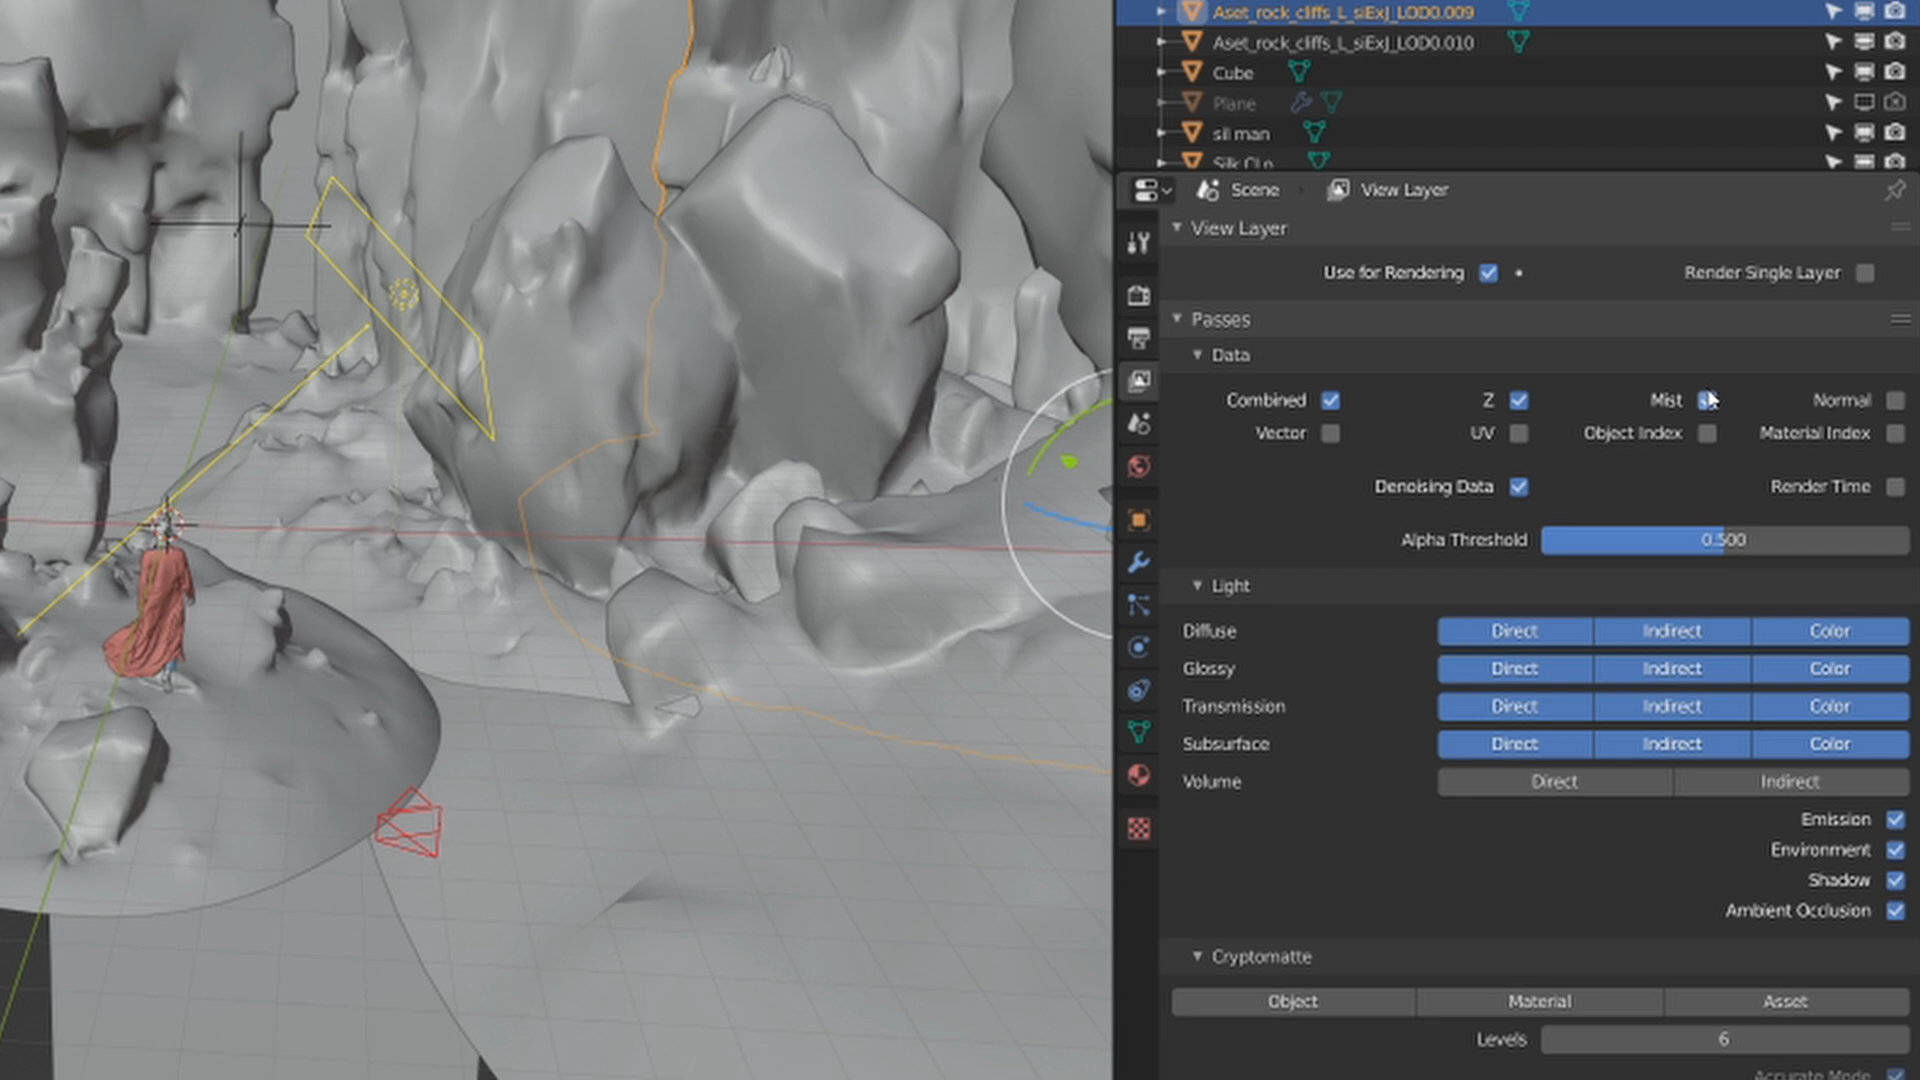 Aset_rock_cliffs_L_siExJ_LOD0.009
Aset_rock_cliffs_L_siExJ_LOD0.010
Cube
Plane
sil man
Scene View Layer
View Layer
Use for Rendering Render Single Layer
Passes
Data
Combined Z Mist Normal
Vector UV Object Index Material Index
Denoising Data Render Time
Alpha Threshold 0.500
Light
Diffuse Direct Indirect Color
Glossy Direct Indirect Color
Transmission Direct Indirect Color
Subsurface Direct Indirect Color
Volume Direct Indirect
Emission
Environment
Shadow
Ambient Occlusion
Cryptomatte
Object Material Asset
Levels 6
Accurate Mode